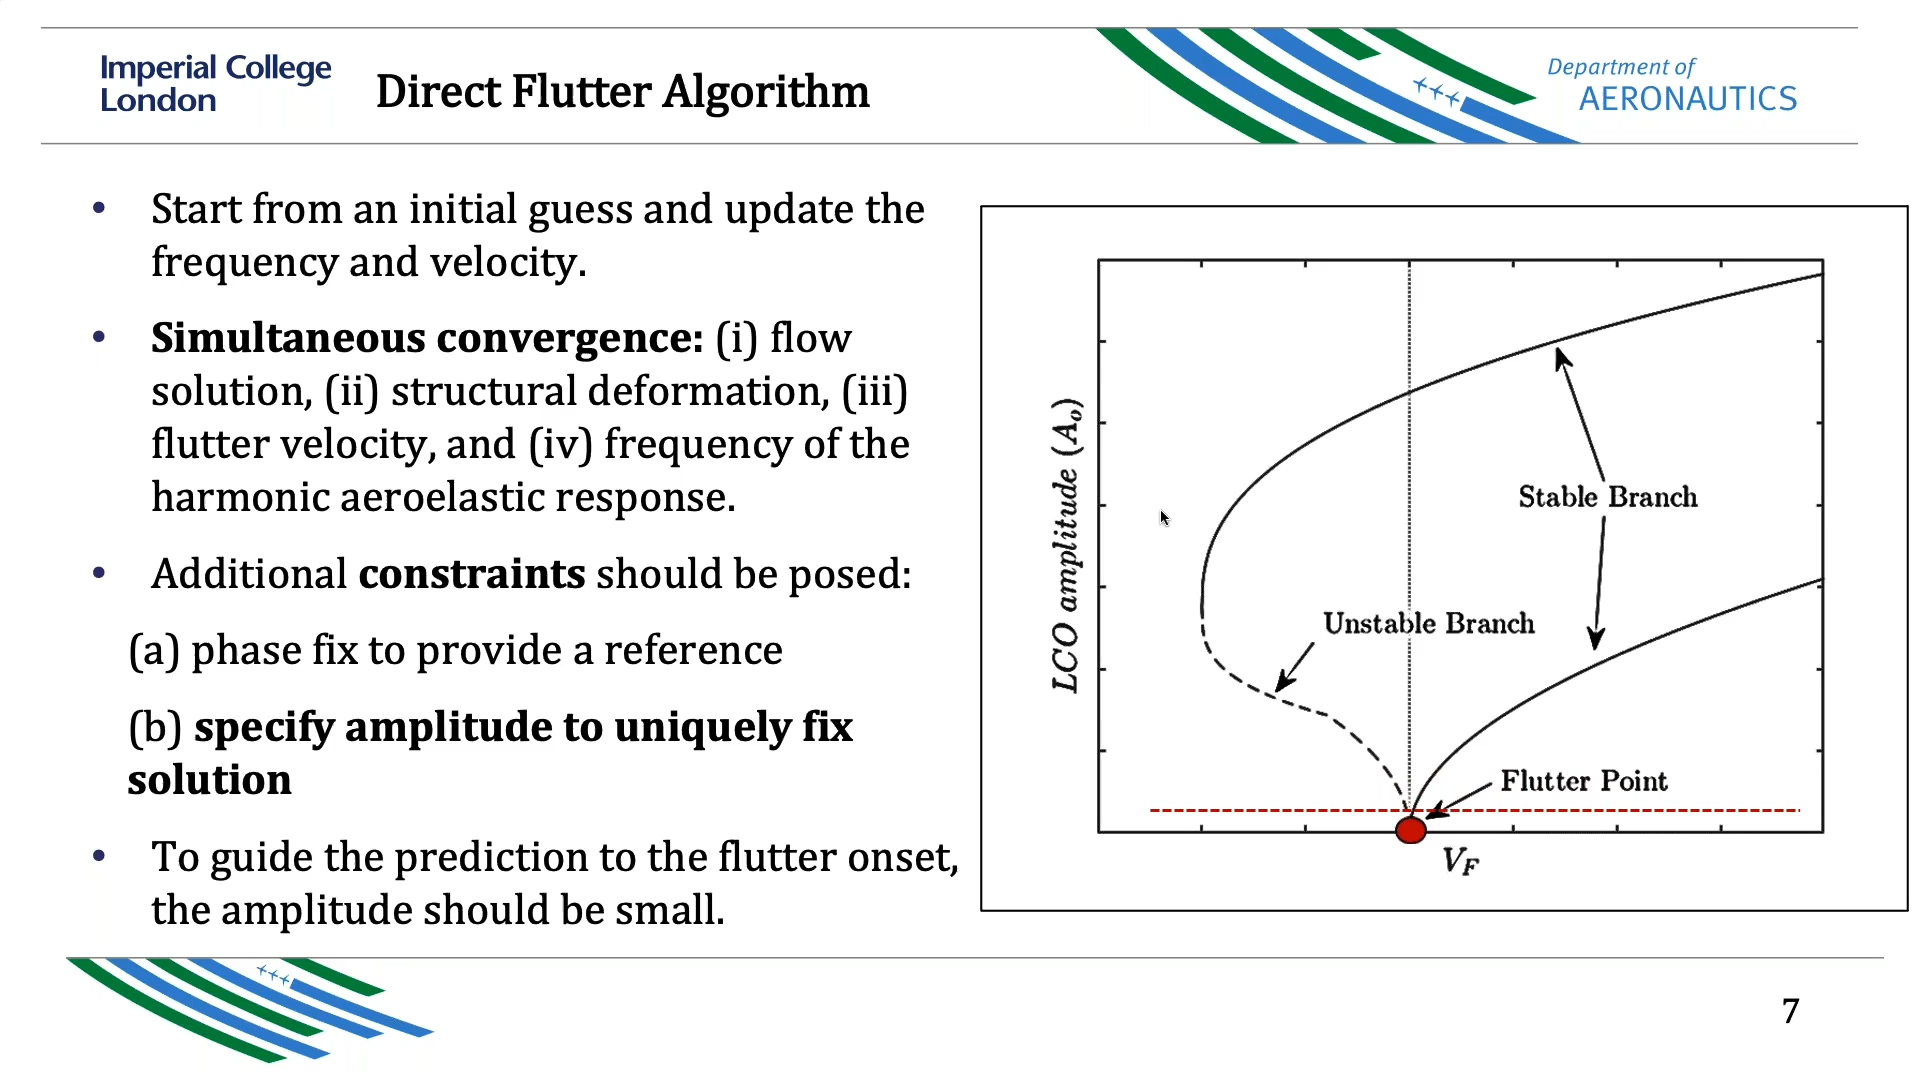 Imperial College
London
Direct Flutter Algorithm
Department of
AERONAUTICS
• Start from an initial guess and update the
frequency and velocity.
• Simultaneous convergence: (i) flow
solution, (ii) structural deformation, (iii)
flutter velocity, and (iv) frequency of the
harmonic aeroelastic response.
• Additional constraints should be posed:
(a) phase fix to provide a reference
(b) specify amplitude to uniquely fix
solution
• To guide the prediction to the flutter onset,
the amplitude should be small.
LCO amplitude (Ao)
Stable Branch
Unstable Branch
Flutter Point
VF
7